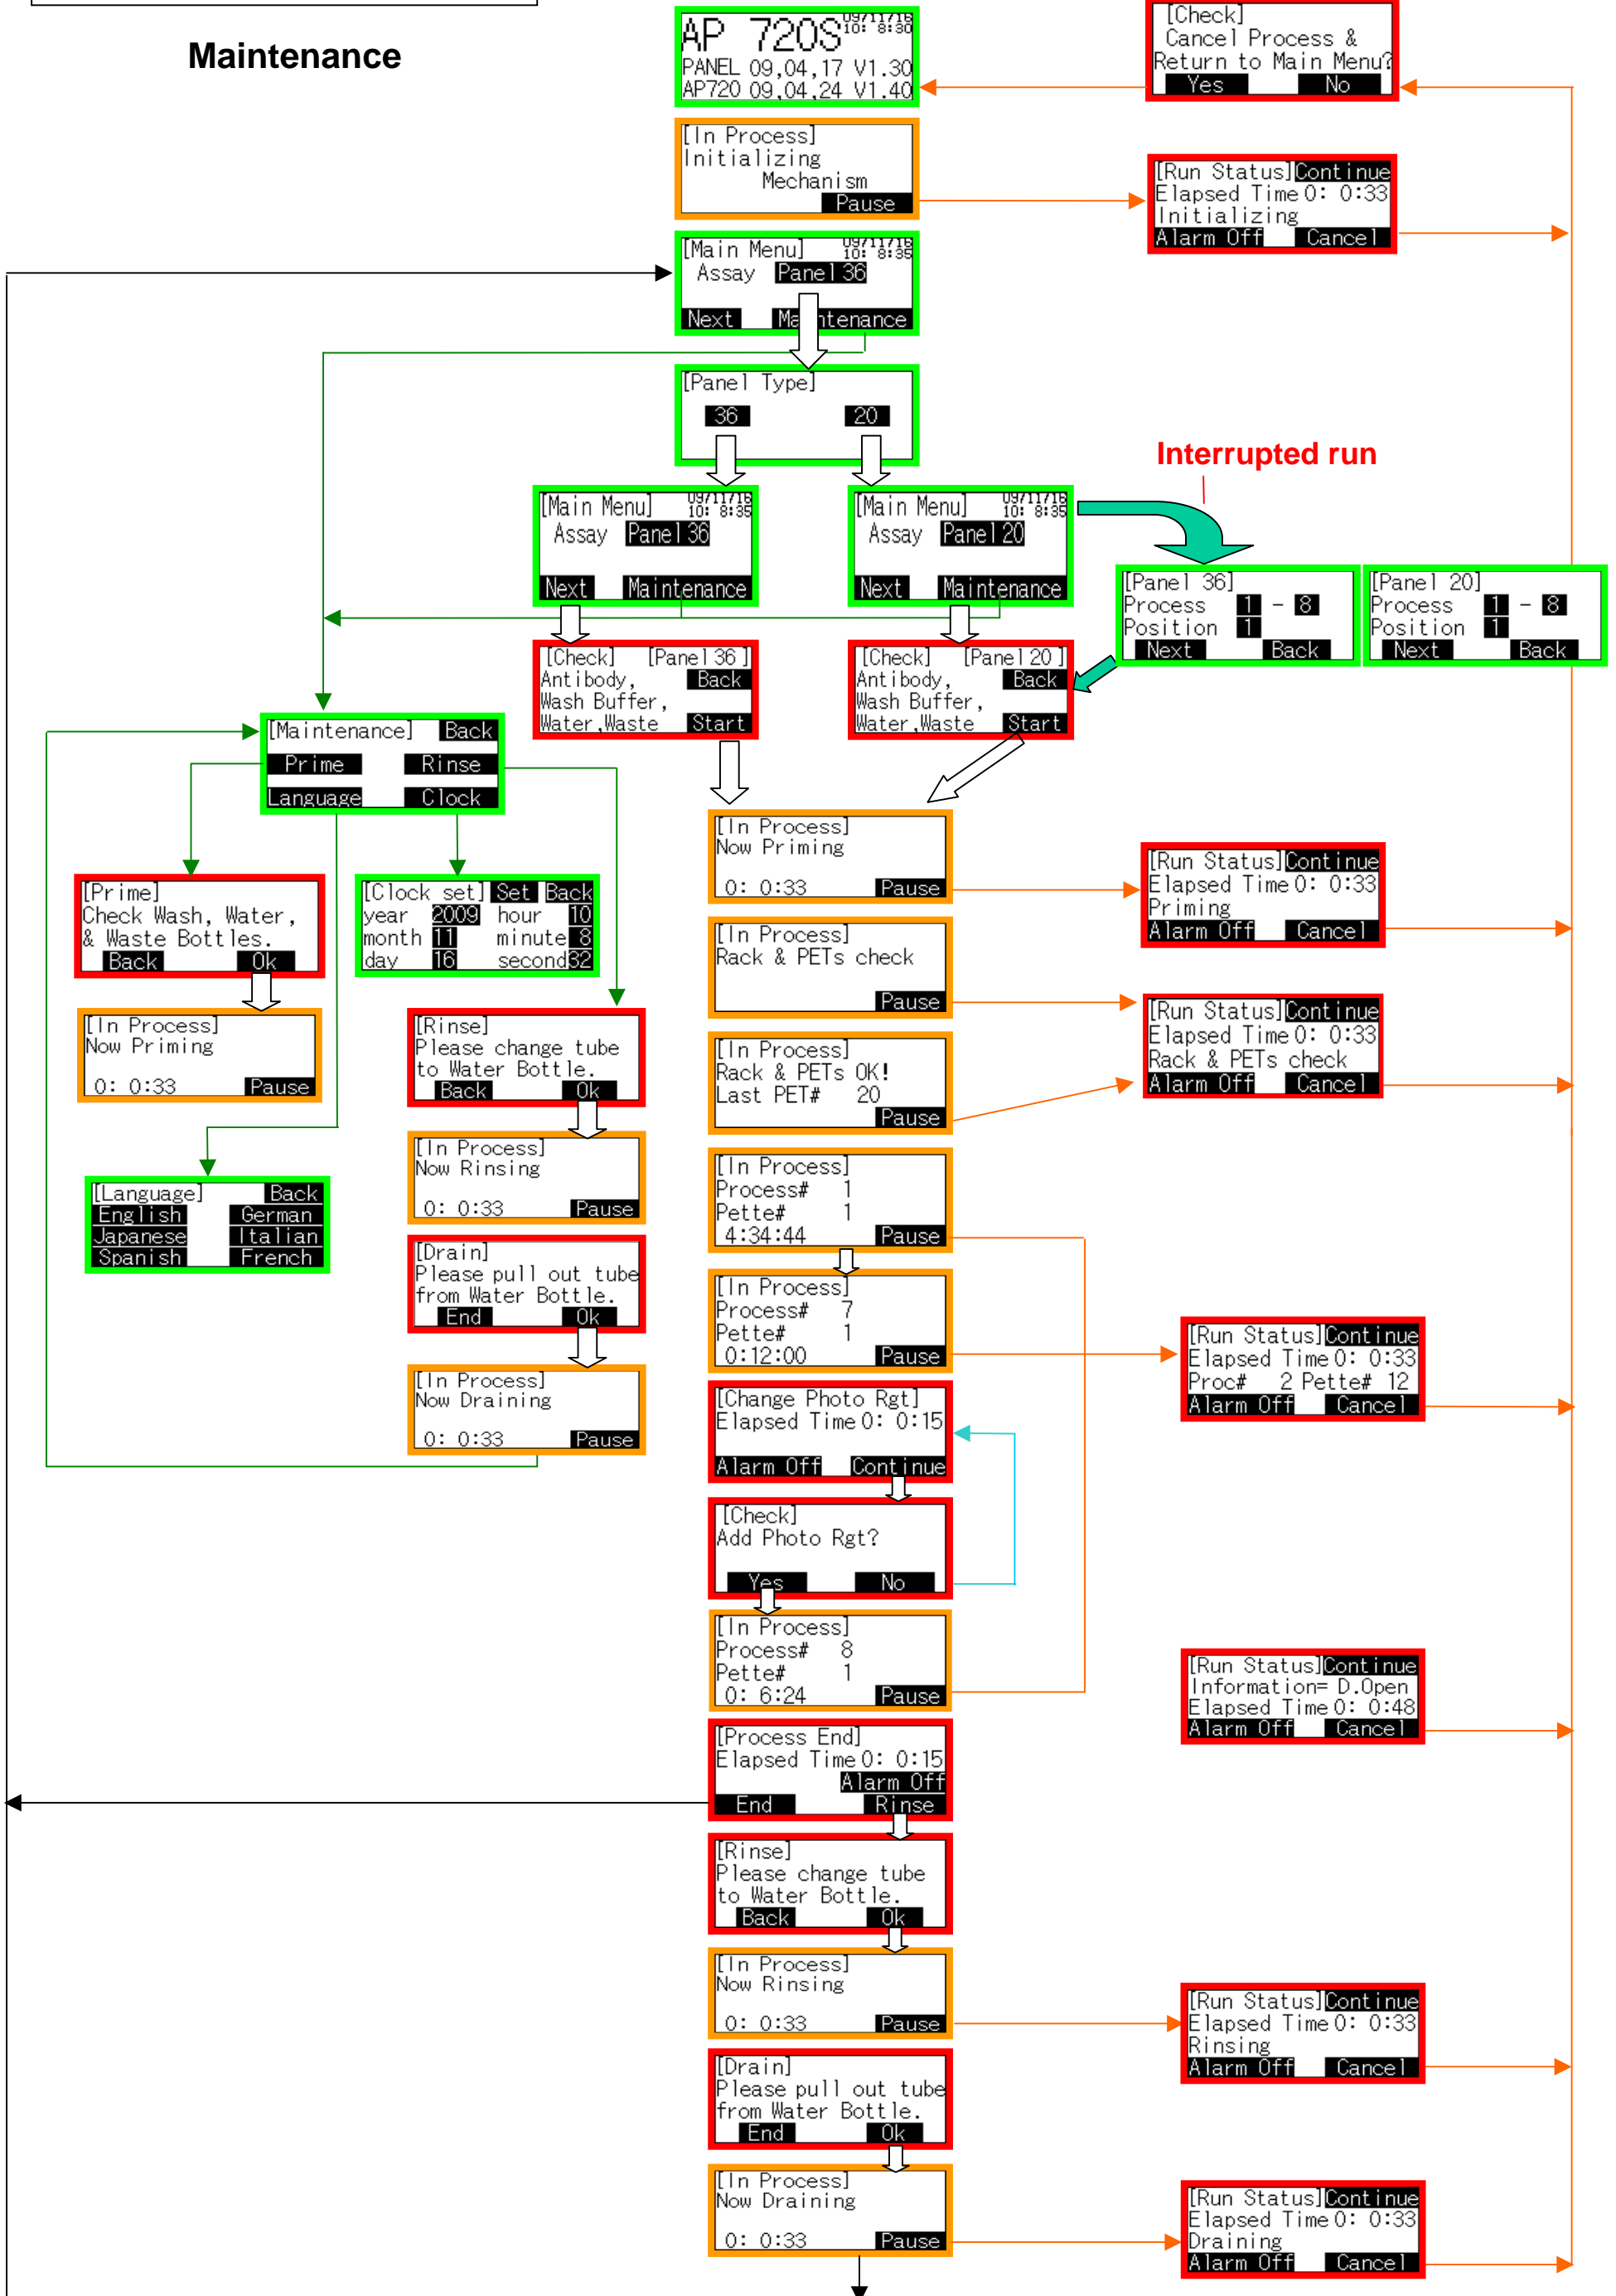 Maintenance
AP 720S 09/11/16
10: 8:30
PANEL 09,04,17 V1.30
AP720 09,04,24 V1.40
[Check]
Cancel Process &
Return to Main Menu?
Yes No
[In Process]
Initializing
Mechanism
Pause
[Run Status] Continue
Elapsed Time 0: 0:33
Initializing
Alarm Off Cancel
[Main Menu] 09/11/16
10: 8:35
Assay Panel 36
Next Maintenance
[Panel Type]
36 20
Interrupted run
[Main Menu] 09/11/16
10: 8:35
Assay Panel 36
Next Maintenance
[Main Menu] 09/11/16
10: 8:35
Assay Panel 20
Next Maintenance
[Panel 36]
Process 1 - 8
Position 1
Next Back
[Panel 20]
Process 1 - 8
Position 1
Next Back
[Check] [Panel 36 ]
Antibody, Back
Wash Buffer,
Water,Waste Start
[Check] [Panel 20 ]
Antibody, Back
Wash Buffer,
Water,Waste Start
[Maintenance] Back
Prime Rinse
Language Clock
[Prime]
Check Wash, Water,
& Waste Bottles.
Back Ok
[Clock set] Set Back
year 2009 hour 10
month 11 minute 8
day 16 second 32
[In Process]
Now Priming
0: 0:33 Pause
[Rinse]
Please change tube
to Water Bottle.
Back Ok
[In Process]
Now Rinsing
0: 0:33 Pause
[Language] Back
English German
Japanese Italian
Spanish French
[Drain]
Please pull out tube
from Water Bottle.
End Ok
[In Process]
Now Draining
0: 0:33 Pause
[In Process]
Now Priming
0: 0:33 Pause
[Run Status] Continue
Elapsed Time 0: 0:33
Priming
Alarm Off Cancel
[In Process]
Rack & PETs check
Pause
[Run Status] Continue
Elapsed Time 0: 0:33
Rack & PETs check
Alarm Off Cancel
[In Process]
Rack & PETs OK!
Last PET# 20
Pause
[In Process]
Process# 1
Pette# 1
4:34:44 Pause
[In Process]
Process# 7
Pette# 1
0:12:00 Pause
[Run Status] Continue
Elapsed Time 0: 0:33
Proc# 2 Pette# 12
Alarm Off Cancel
[Change Photo Rgt]
Elapsed Time 0: 0:15
Alarm Off Continue
[Check]
Add Photo Rgt?
Yes No
[In Process]
Process# 8
Pette# 1
0: 6:24 Pause
[Run Status] Continue
Information= D.Open
Elapsed Time 0: 0:48
Alarm Off Cancel
[Process End]
Elapsed Time 0: 0:15
Alarm Off
End Rinse
[Rinse]
Please change tube
to Water Bottle.
Back Ok
[In Process]
Now Rinsing
0: 0:33 Pause
[Run Status] Continue
Elapsed Time 0: 0:33
Rinsing
Alarm Off Cancel
[Drain]
Please pull out tube
from Water Bottle.
End Ok
[In Process]
Now Draining
0: 0:33 Pause
[Run Status] Continue
Elapsed Time 0: 0:33
Draining
Alarm Off Cancel